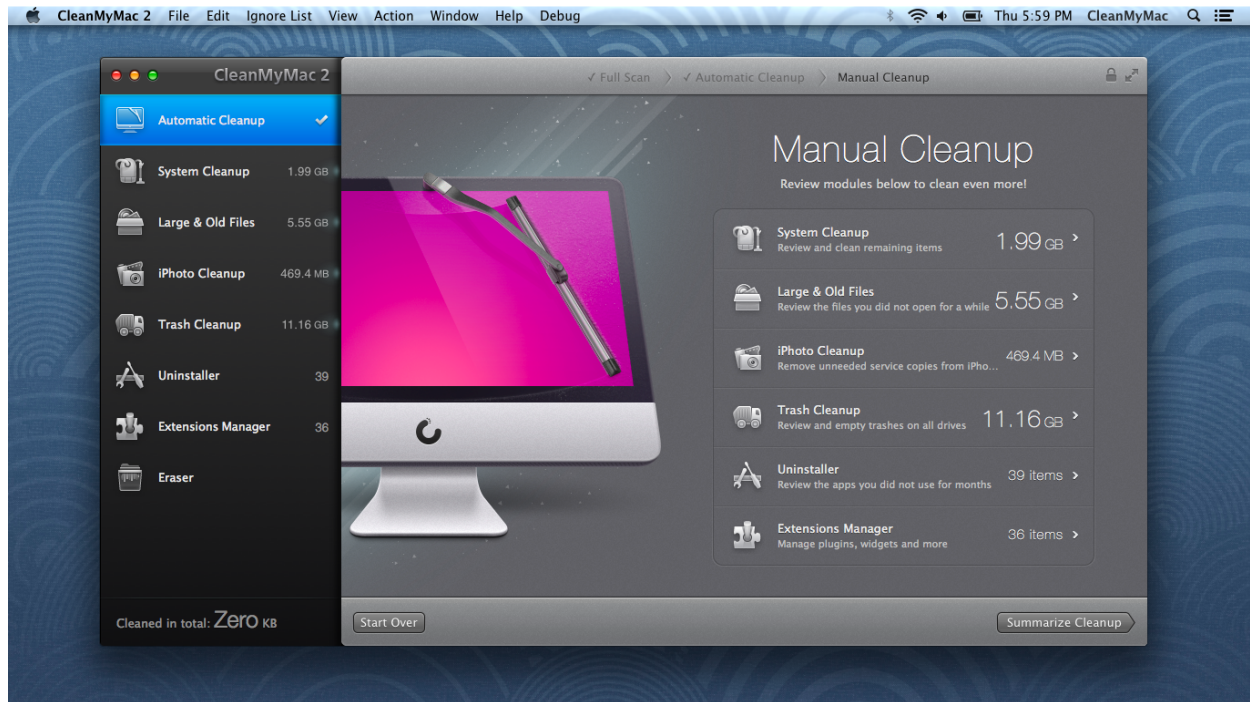 CleanMyMac 2 File Edit Ignore List View Action Window Help Debug Thu 5:59 PM CleanMyMac
CleanMyMac 2
✓ Full Scan ✓ Automatic Cleanup Manual Cleanup
Automatic Cleanup
System Cleanup 1.99 GB
Large & Old Files 5.55 GB
iPhoto Cleanup 469.4 MB
Trash Cleanup 11.16 GB
Uninstaller 39
Extensions Manager 36
Eraser
Cleaned in total: Zero KB
Manual Cleanup
Review modules below to clean even more!
System Cleanup
Review and clean remaining items
1.99 GB
Large & Old Files
Review the files you did not open for a while
5.55 GB
iPhoto Cleanup
Remove unneeded service copies from iPho...
469.4 MB
Trash Cleanup
Review and empty trashes on all drives
11.16 GB
Uninstaller
Review the apps you did not use for months
39 items
Extensions Manager
Manage plugins, widgets and more
36 items
Start Over
Summarize Cleanup